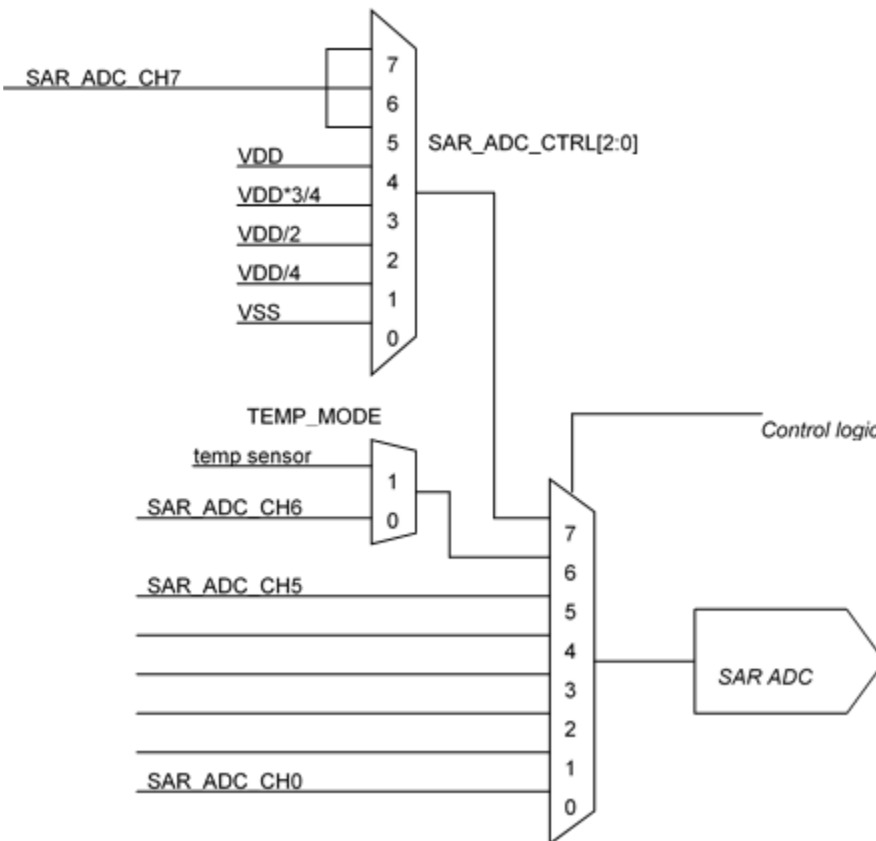 7
SAR_ADC_CH7
6
5
SAR_ADC_CTRL[2:0]
VDD
4
VDD*3/4
3
VDD/2
2
VDD/4
1
VSS
0
TEMP_MODE
temp sensor
1
SAR_ADC_CH6
0
Control logic
7
6
SAR_ADC_CH5
5
4
3
SAR ADC
2
1
SAR_ADC_CH0
0